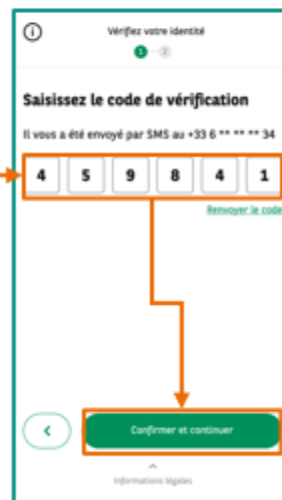 Vérifiez votre identité
1 2
Saisissez le code de vérification
Il vous a été envoyé par SMS au +33 6 ** ** ** 34
4 5 9 8 4 1
Renvoyer le code
Confirmer et continuer
Informations légales